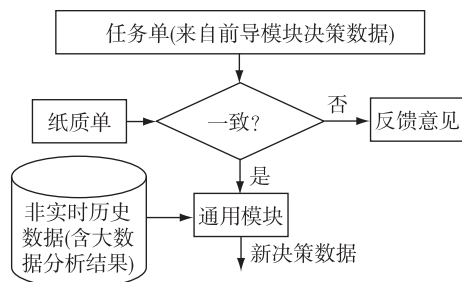 任务单(来自前导模块决策数据)
纸质单
一致?
否
反馈意见
是
非实时历史
数据(含大数
据分析结果)
通用模块
新决策数据